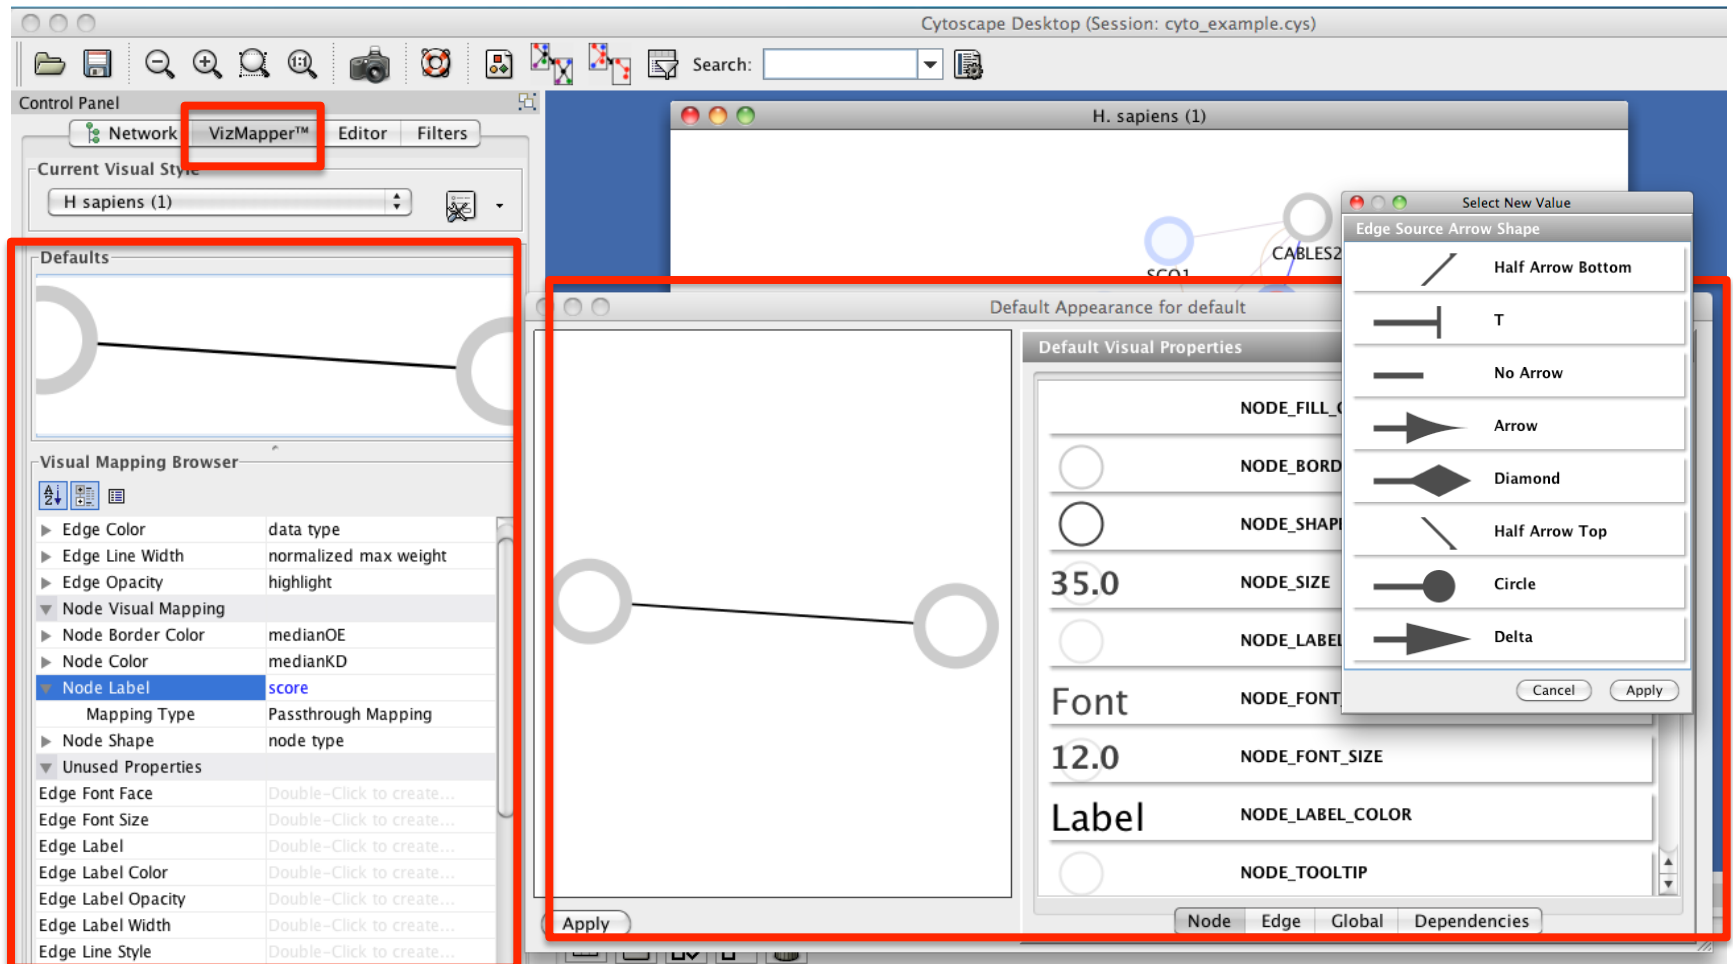 Cytoscape Desktop (Session: cyto_example.cys)
1:1
Search:
Control Panel
Network
VizMapper™
Editor
Filters
Current Visual Style
H sapiens (1)
Defaults
Visual Mapping Browser
Edge Color data type
Edge Line Width normalized max weight
Edge Opacity highlight
Node Visual Mapping
Node Border Color medianOE
Node Color medianKD
Node Label score
Mapping Type Passthrough Mapping
Node Shape node type
Unused Properties
Edge Font Face Double-Click to create...
Edge Font Size Double-Click to create...
Edge Label Double-Click to create...
Edge Label Color Double-Click to create...
Edge Label Opacity Double-Click to create...
Edge Label Width Double-Click to create...
Edge Line Style Double-Click to create...
H. sapiens (1)
CABLES2
SCO1
Default Appearance for default
Apply
Default Visual Properties
NODE_FILL_
NODE_BORD
NODE_SHAP
35.0 NODE_SIZE
NODE_LABEL
Font NODE_FONT_
12.0 NODE_FONT_SIZE
Label NODE_LABEL_COLOR
NODE_TOOLTIP
Node Edge Global Dependencies
Select New Value
Edge Source Arrow Shape
Half Arrow Bottom
T
No Arrow
Arrow
Diamond
Half Arrow Top
Circle
Delta
Cancel Apply